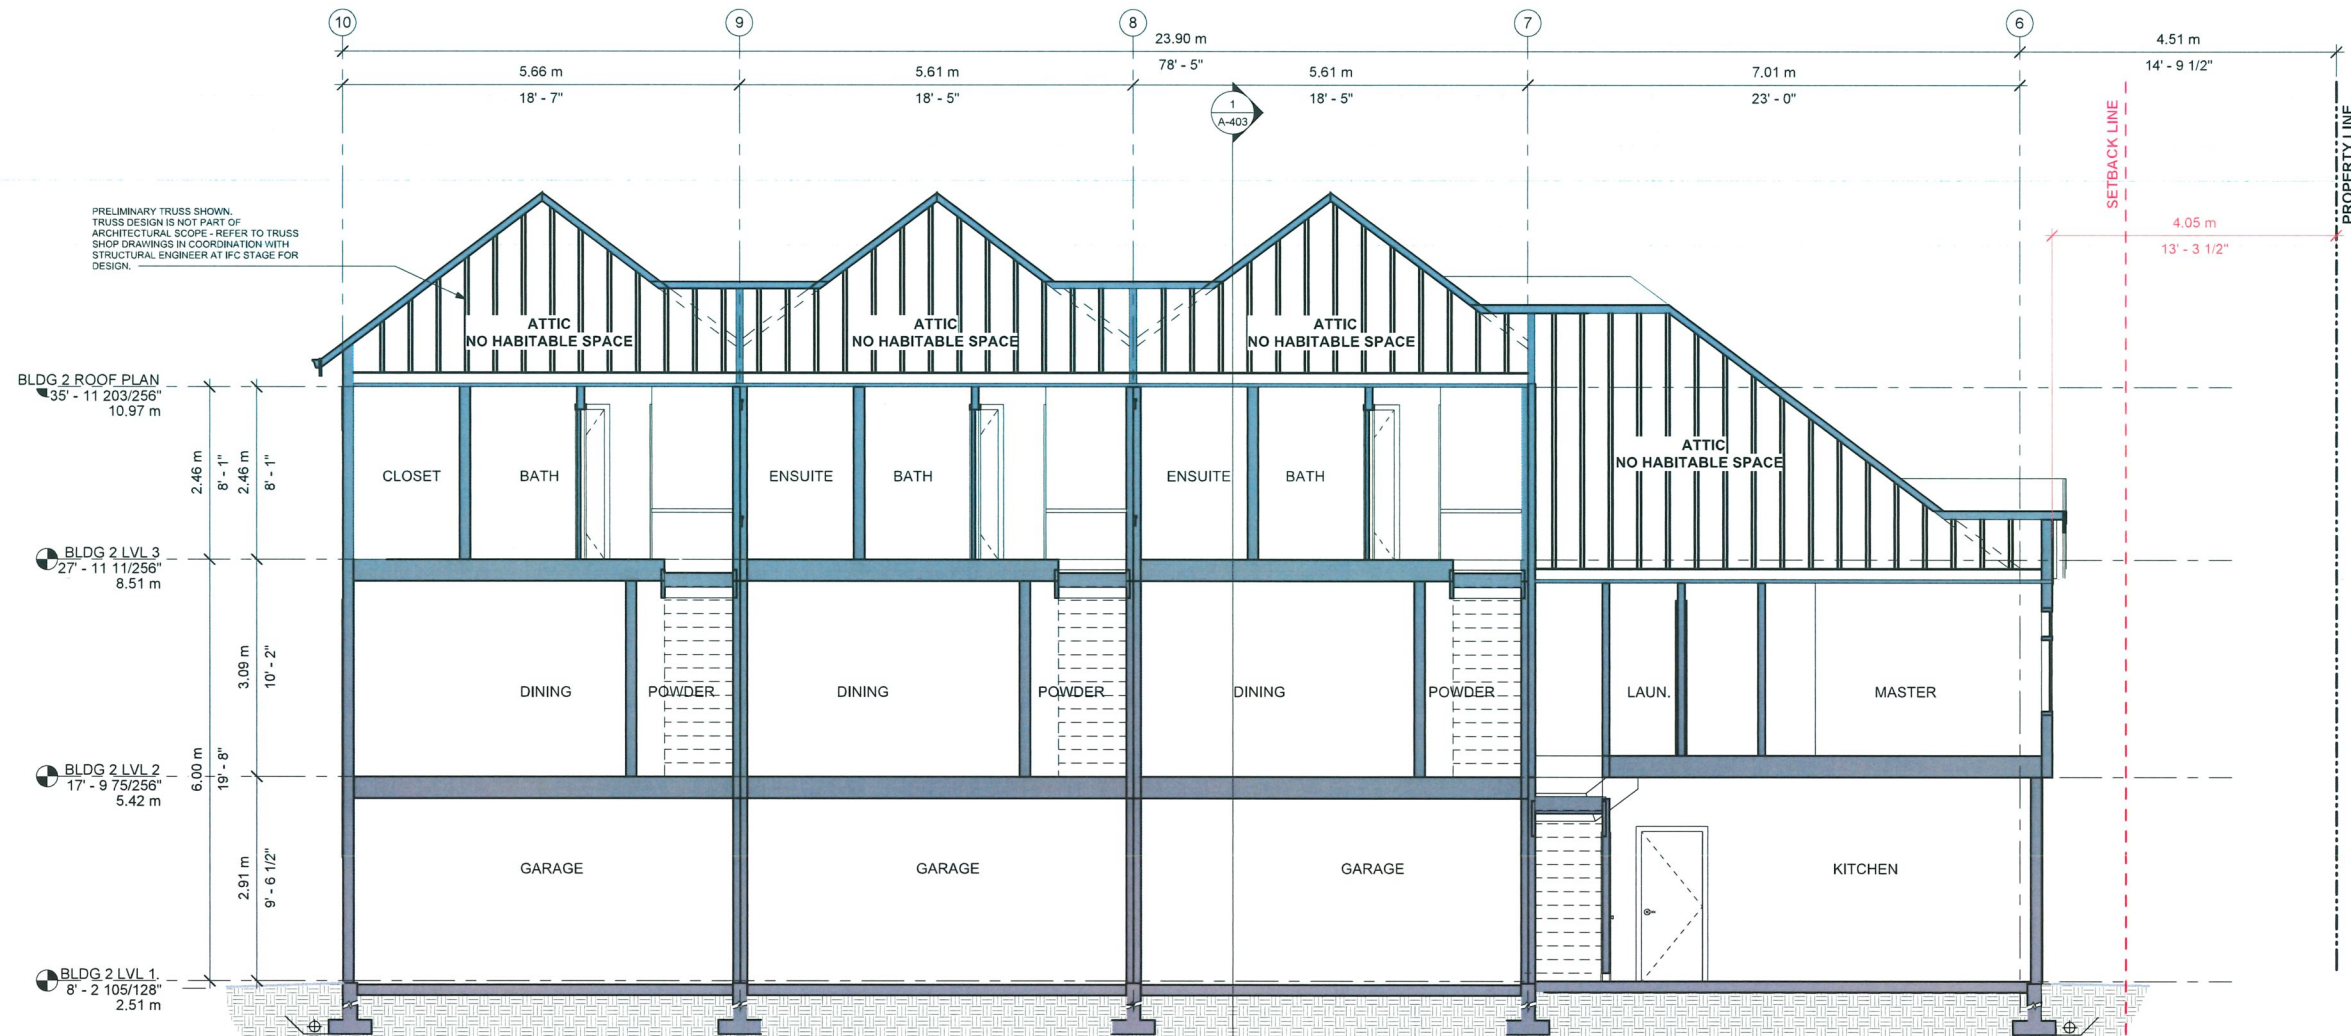 10
9
8
7
6
23.90 m
78' - 5"
4.51 m
14' - 9 1/2"
5.66 m
18' - 7"
5.61 m
18' - 5"
5.61 m
18' - 5"
7.01 m
23' - 0"
1
A-403
SETBACK LINE
PROPERTY LINE
4.05 m
13' - 3 1/2"
PRELIMINARY TRUSS SHOWN.
TRUSS DESIGN IS NOT PART OF
ARCHITECTURAL SCOPE - REFER TO TRUSS
SHOP DRAWINGS IN COORDINATION WITH
STRUCTURAL ENGINEER AT IFC STAGE FOR
DESIGN.
ATTIC
NO HABITABLE SPACE
ATTIC
NO HABITABLE SPACE
ATTIC
NO HABITABLE SPACE
ATTIC
NO HABITABLE SPACE
BLDG 2 ROOF PLAN
35' - 11 203/256"
10.97 m
2.46 m
8' - 1"
2.46 m
8' - 1"
CLOSET
BATH
ENSUITE
BATH
ENSUITE
BATH
BLDG 2 LVL 3
27' - 11 11/256"
8.51 m
3.09 m
10' - 2"
6.00 m
19' - 8"
DINING
POWDER
DINING
POWDER
DINING
POWDER
LAUN.
MASTER
BLDG 2 LVL 2
17' - 9 75/256"
5.42 m
2.91 m
9' - 6 1/2"
GARAGE
GARAGE
GARAGE
KITCHEN
BLDG 2 LVL 1
8' - 2 105/128"
2.51 m